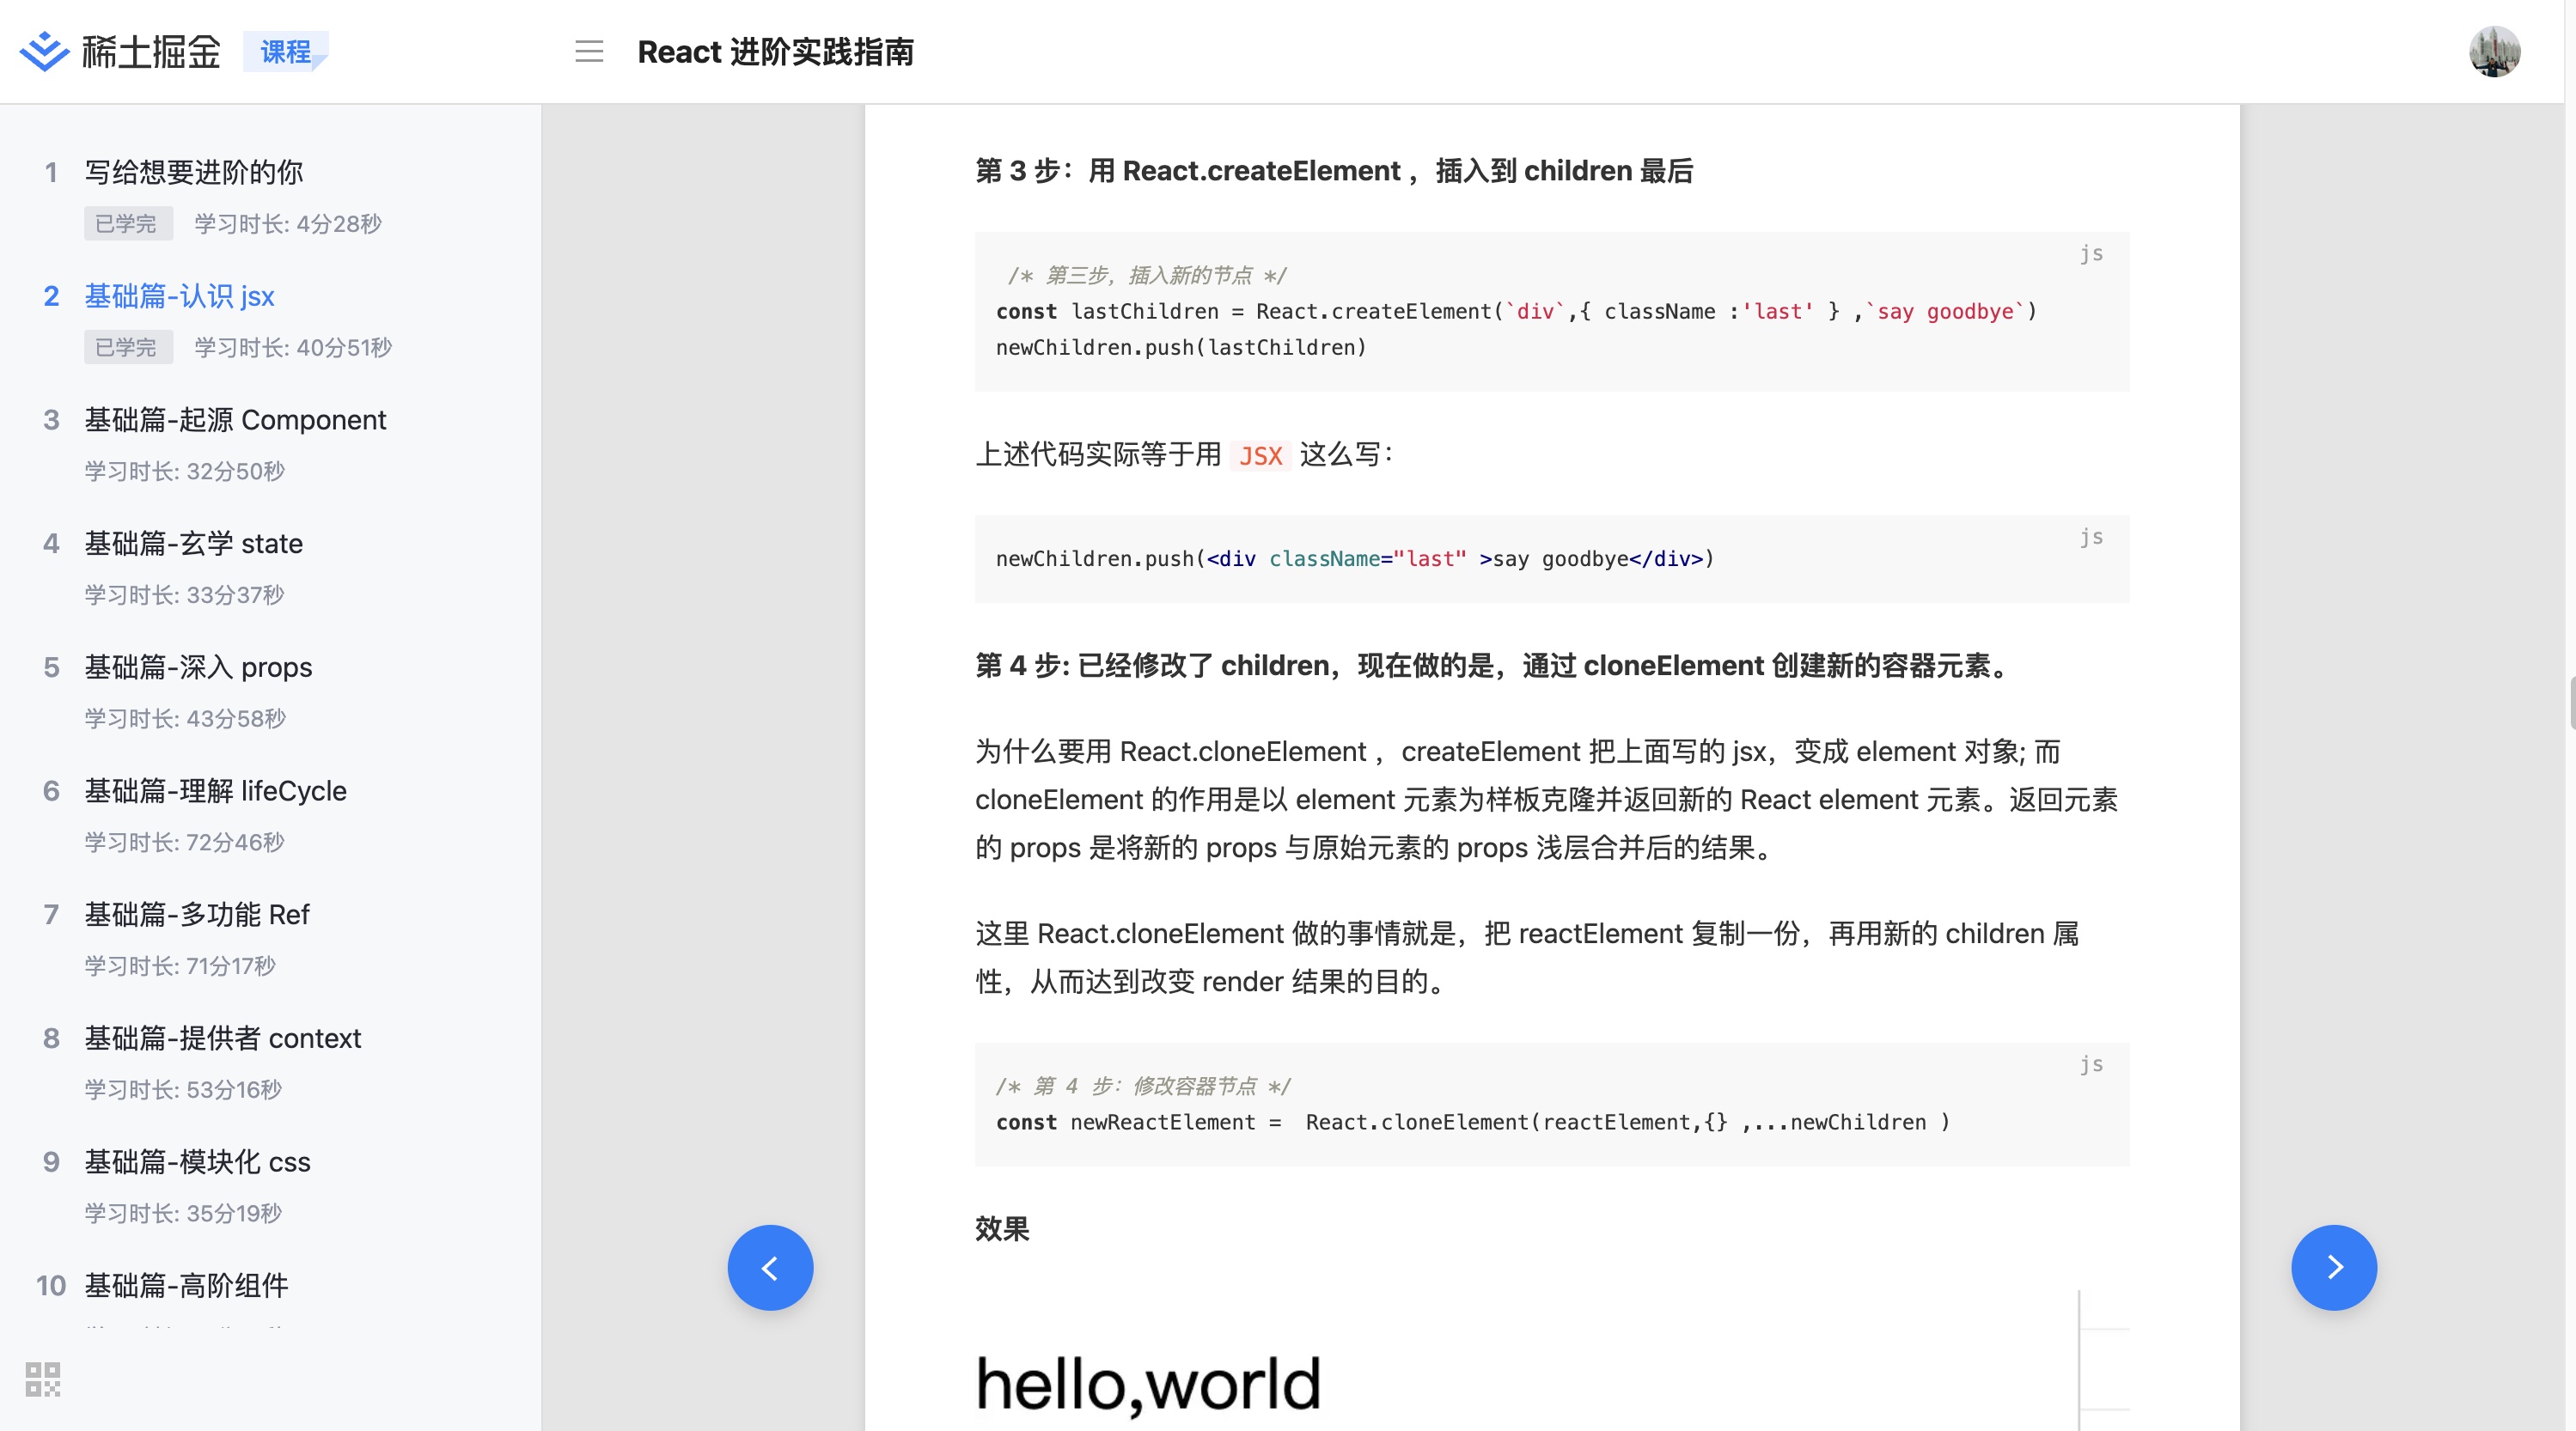 稀土掘金 课程
React 进阶实践指南
1 写给想要进阶的你
已学完 学习时长: 4分28秒
2 基础篇-认识 jsx
已学完 学习时长: 40分51秒
3 基础篇-起源 Component
学习时长: 32分50秒
4 基础篇-玄学 state
学习时长: 33分37秒
5 基础篇-深入 props
学习时长: 43分58秒
6 基础篇-理解 lifeCycle
学习时长: 72分46秒
7 基础篇-多功能 Ref
学习时长: 71分17秒
8 基础篇-提供者 context
学习时长: 53分16秒
9 基础篇-模块化 css
学习时长: 35分19秒
10 基础篇-高阶组件
第 3 步：用 React.createElement ，插入到 children 最后
js
/* 第三步，插入新的节点 */
const lastChildren = React.createElement(`div`,{ className :'last' } ,`say goodbye`)
newChildren.push(lastChildren)
上述代码实际等于用 JSX 这么写：
js
newChildren.push(<div className="last" >say goodbye</div>)
第 4 步: 已经修改了 children，现在做的是，通过 cloneElement 创建新的容器元素。
为什么要用 React.cloneElement ，createElement 把上面写的 jsx，变成 element 对象; 而
cloneElement 的作用是以 element 元素为样板克隆并返回新的 React element 元素。返回元素
的 props 是将新的 props 与原始元素的 props 浅层合并后的结果。
这里 React.cloneElement 做的事情就是，把 reactElement 复制一份，再用新的 children 属
性，从而达到改变 render 结果的目的。
js
/* 第 4 步：修改容器节点 */
const newReactElement =  React.cloneElement(reactElement,{} ,...newChildren )
效果
hello,world